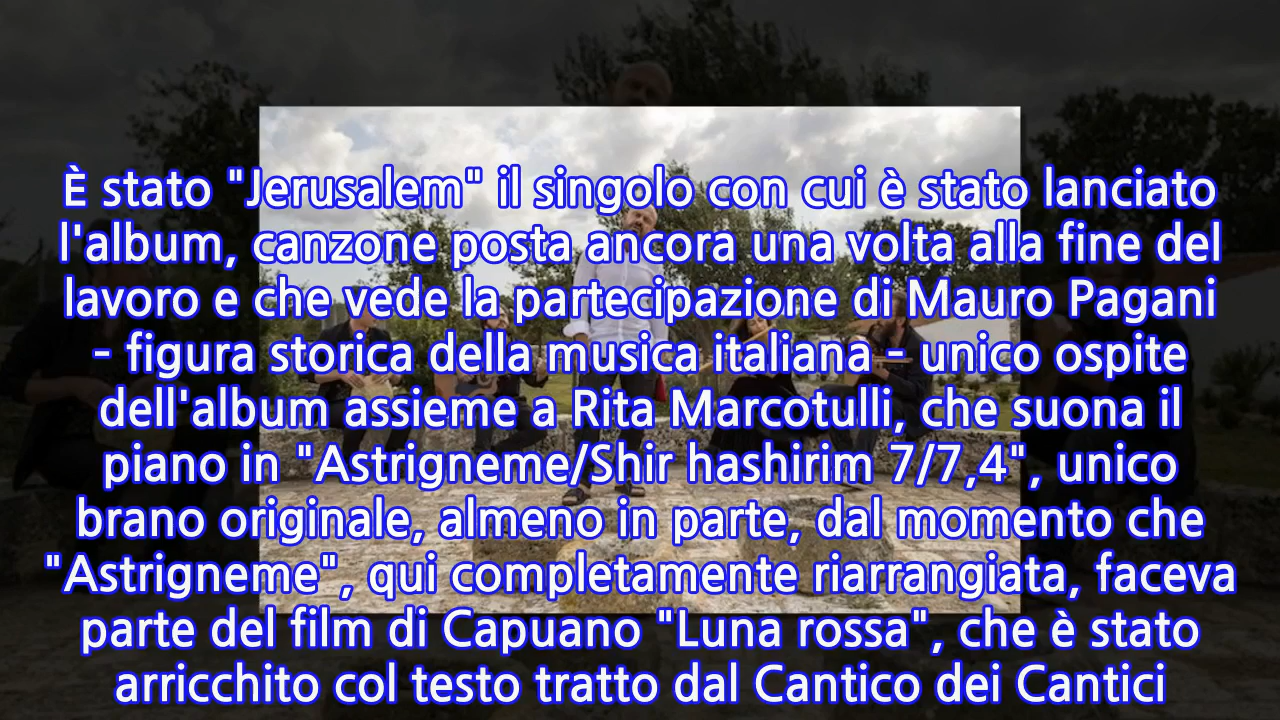 È stato "Jerusalem" il singolo con cui è stato lanciato
l'album, canzone posta ancora una volta alla fine del
lavoro e che vede la partecipazione di Mauro Pagani
- figura storica della musica italiana - unico ospite
dell'album assieme a Rita Marcotulli, che suona il
piano in "Astrigneme/Shir hashirim 7/7,4", unico
brano originale, almeno in parte, dal momento che
"Astrigneme", qui completamente riarrangiata, faceva
parte del film di Capuano "Luna rossa", che è stato
arricchito col testo tratto dal Cantico dei Cantici